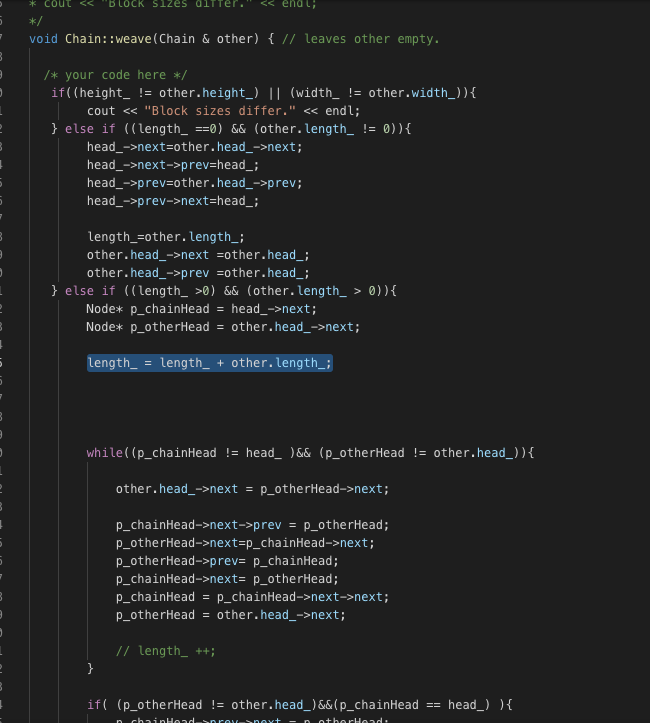 * cout << "Block sizes differ." << endl;
*/
void Chain::weave(Chain & other) { // leaves other empty.
/* your code here */
if((height_ != other.height_) || (width_ != other.width_)){
cout << "Block sizes differ." << endl;
} else if ((length_ ==0) && (other.length_ != 0)){
head_->next=other.head_->next;
head_->next->prev=head_;
head_->prev=other.head_->prev;
head_->prev->next=head_;
length_=other.length_;
other.head_->next =other.head_;
other.head_->prev =other.head_;
} else if ((length_ >0) && (other.length_ > 0)){
Node* p_chainHead = head_->next;
Node* p_otherHead = other.head_->next;
length_ = length_ + other.length_;
while((p_chainHead != head_ )&& (p_otherHead != other.head_)){
other.head_->next = p_otherHead->next;
p_chainHead->next->prev = p_otherHead;
p_otherHead->next=p_chainHead->next;
p_otherHead->prev= p_chainHead;
p_chainHead->next= p_otherHead;
p_chainHead = p_chainHead->next->next;
p_otherHead = other.head_->next;
// length_ ++;
}
if( (p_otherHead != other.head_)&&(p_chainHead == head_) ){
p_chainHead->prev->next = p_otherHead;